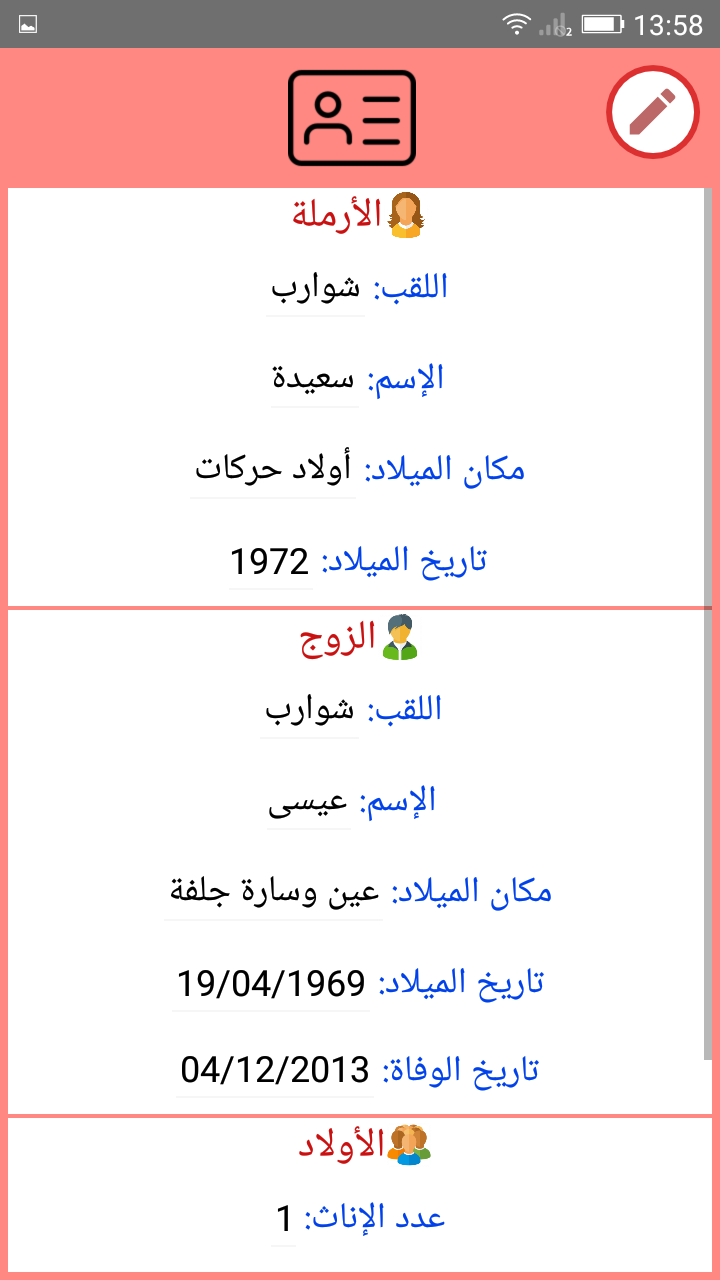 13:58
الأرملة
اللقب: شوارب
الإسم: سعيدة
مكان الميلاد: أولاد حركات
تاريخ الميلاد: 1972
الزوج
اللقب: شوارب
الإسم: عيسى
مكان الميلاد: عين وسارة جلفة
تاريخ الميلاد: 19/04/1969
تاريخ الوفاة: 04/12/2013
الأولاد
عدد الإناث: 1